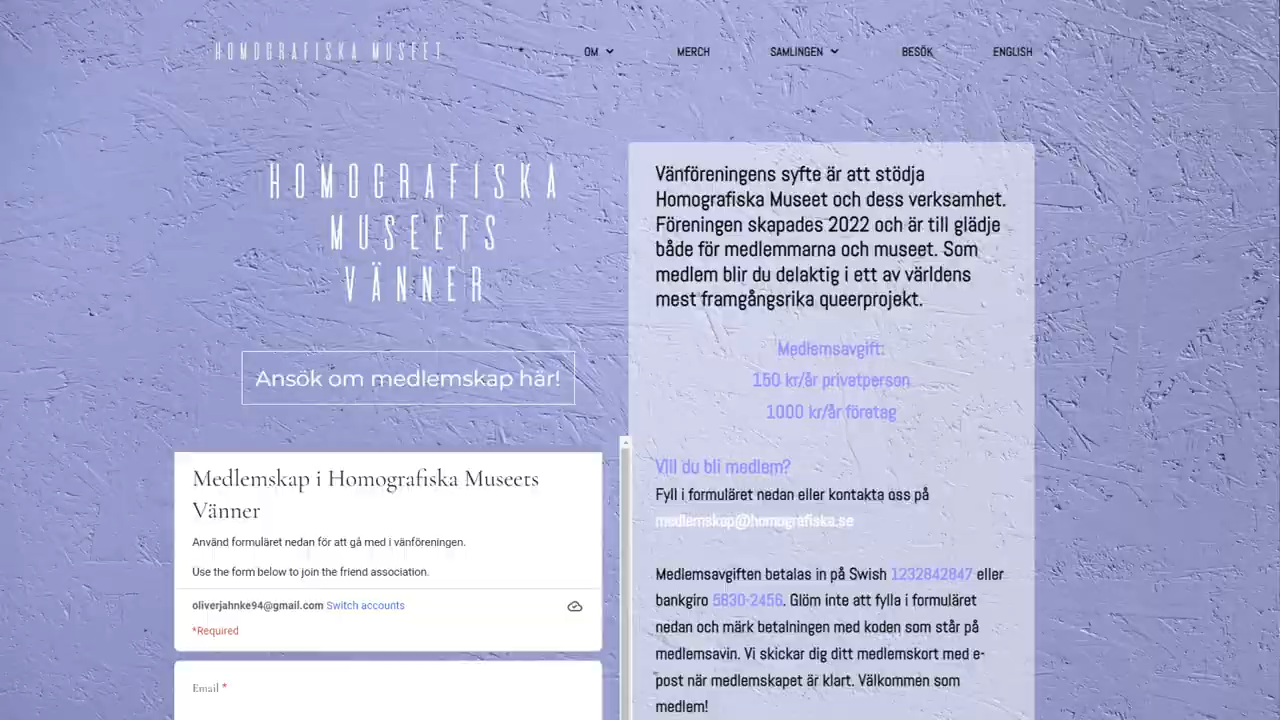 HOMOGRAFISKA MUSEET
OM
MERCH
SAMLINGEN
BESÖK
ENGLISH
HOMOGRAFISKA
MUSEETS
VÄNNER
Ansök om medlemskap här!
Medlemskap i Homografiska Museets
Vänner
Använd formuläret nedan för att gå med i vänföreningen.
Use the form below to join the friend association.
oliverjahnke94@gmail.com Switch accounts
*Required
Email *
Vänföreningens syfte är att stödja
Homografiska Museet och dess verksamhet.
Föreningen skapades 2022 och är till glädje
både för medlemmarna och museet. Som
medlem blir du delaktig i ett av världens
mest framgångsrika queerprojekt.
Medlemsavgift:
150 kr/år privatperson
1000 kr/år företag
Vill du bli medlem?
Fyll i formuläret nedan eller kontakta oss på
medlemskap@homografiska.se
Medlemsavgiften betalas in på Swish 1232842847 eller
bankgiro 5830-2456. Glöm inte att fylla i formuläret
nedan och märk betalningen med koden som står på
medlemsavin. Vi skickar dig ditt medlemskort med e-
post när medlemskapet är klart. Välkommen som
medlem!